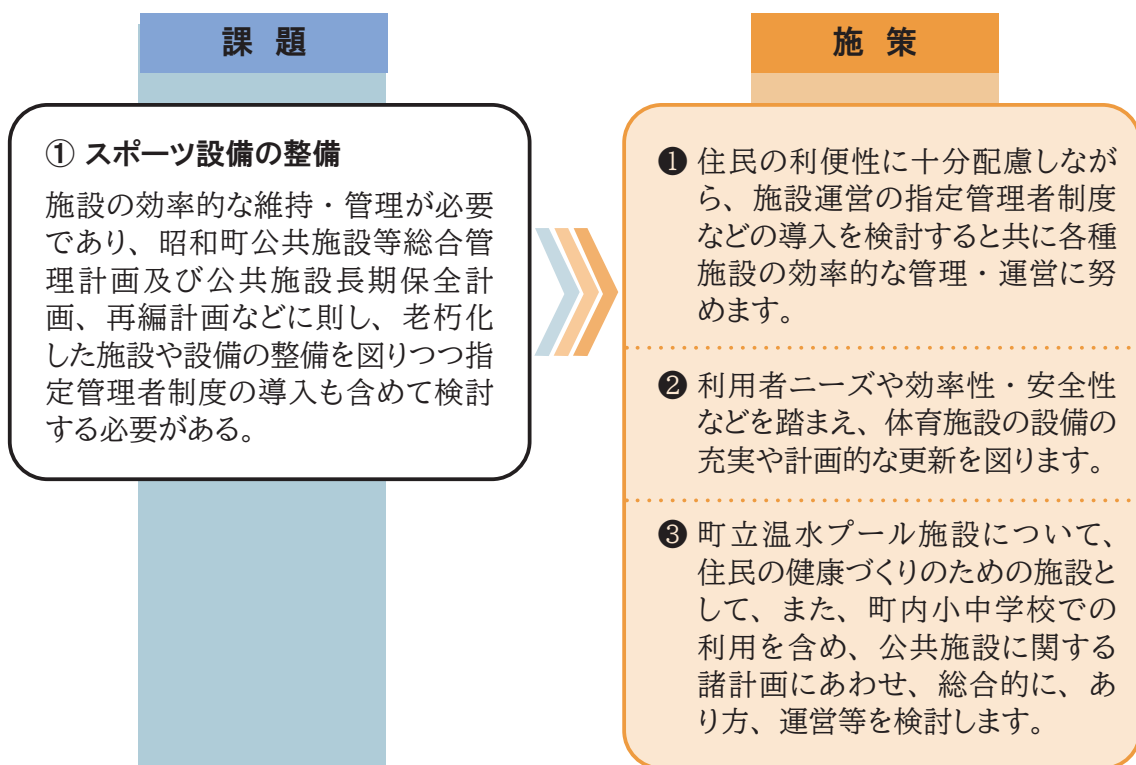 課 題
① スポーツ設備の整備
施設の効率的な維持・管理が必要
であり、昭和町公共施設等総合管
理計画及び公共施設長期保全計
画、再編計画などに則し、老朽化
した施設や設備の整備を図りつつ指
定管理者制度の導入も含めて検討
する必要がある。
施 策
❶ 住民の利便性に十分配慮しなが
ら、施設運営の指定管理者制度
などの導入を検討すると共に各種
施設の効率的な管理・運営に努
めます。
❷ 利用者ニーズや効率性・安全性
などを踏まえ、体育施設の設備の
充実や計画的な更新を図ります。
❸ 町立温水プール施設について、
住民の健康づくりのための施設と
して、また、町内小中学校での
利用を含め、公共施設に関する
諸計画にあわせ、総合的に、あ
り方、運営等を検討します。